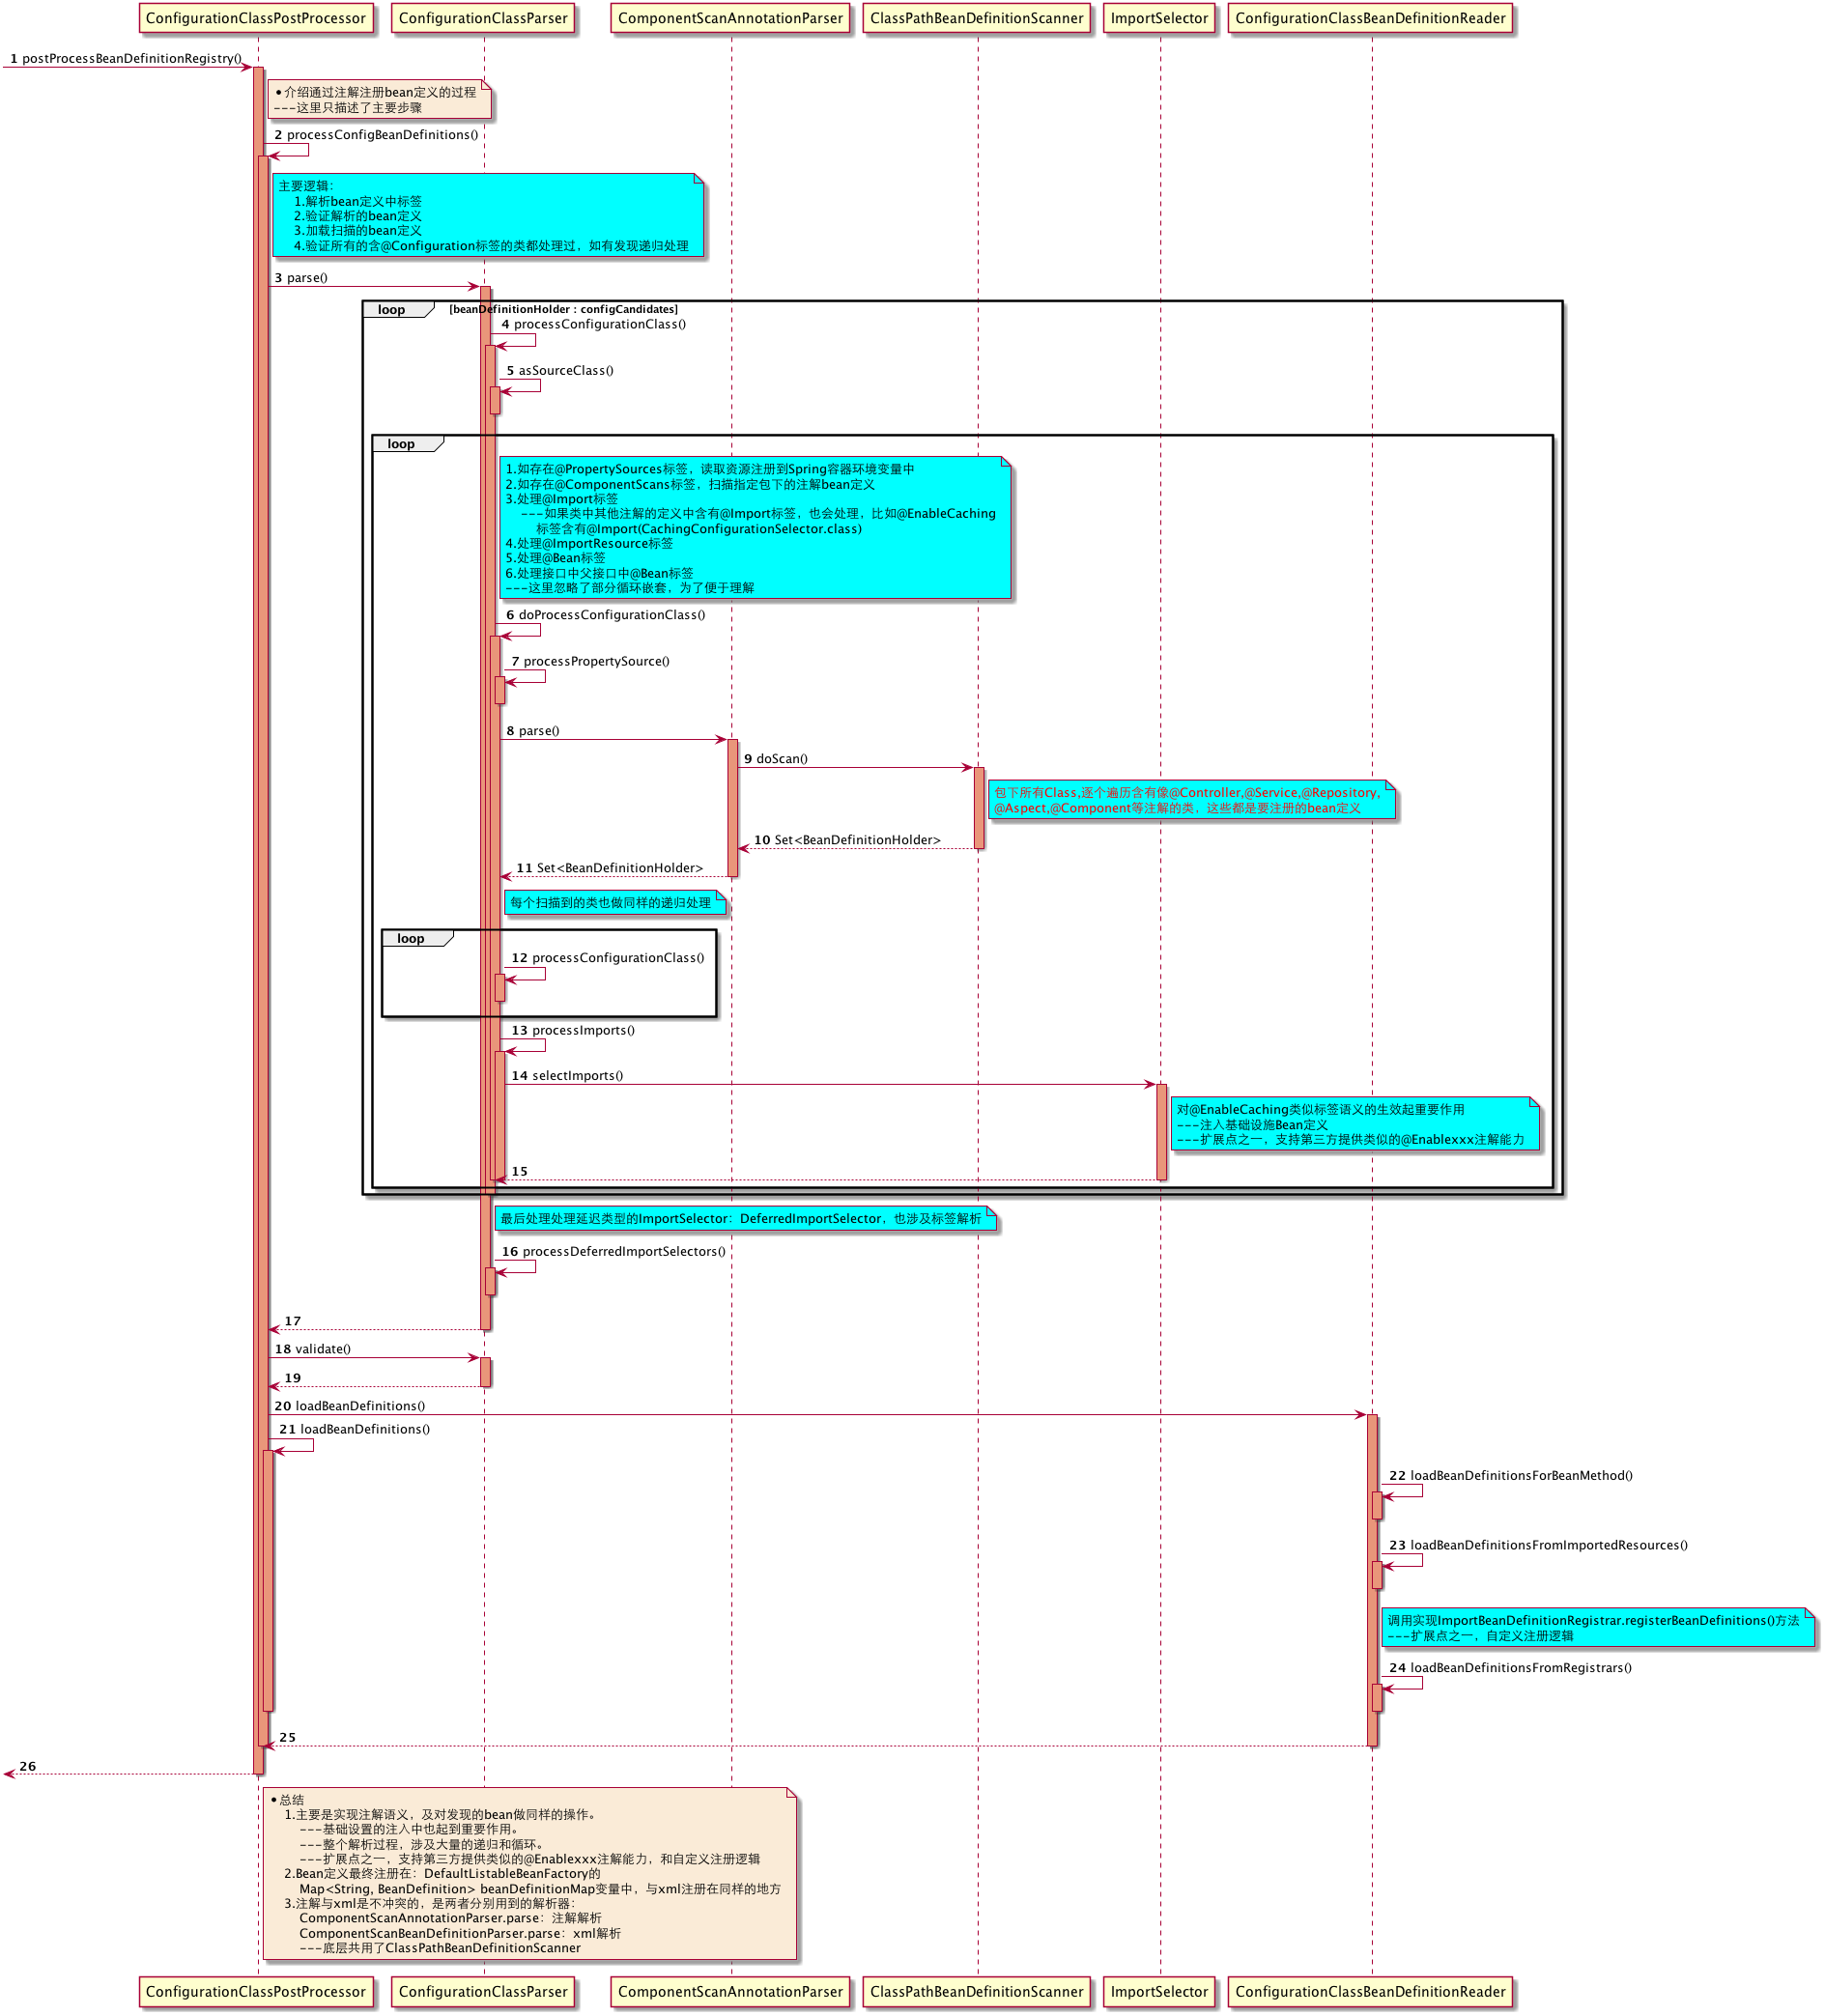 ConfigurationClassPostProcessor
ConfigurationClassParser
ComponentScanAnnotationParser
ClassPathBeanDefinitionScanner
ImportSelector
ConfigurationClassBeanDefinitionReader
1 postProcessBeanDefinitionRegistry()
•介绍通过注解注册bean定义的过程
---这里只描述了主要步骤
2 processConfigBeanDefinitions()
主要逻辑：
1.解析bean定义中标签
2.验证解析的bean定义
3.加载扫描的bean定义
4.验证所有的含@Configuration标签的类都处理过，如有发现递归处理
3 parse()
loop [beanDefinitionHolder : configCandidates]
4 processConfigurationClass()
5 asSourceClass()
loop
1.如存在@PropertySources标签，读取资源注册到Spring容器环境变量中
2.如存在@ComponentScans标签，扫描指定包下的注解bean定义
3.处理@Import标签
---如果类中其他注解的定义中含有@Import标签，也会处理，比如@EnableCaching
标签含有@Import(CachingConfigurationSelector.class)
4.处理@ImportResource标签
5.处理@Bean标签
6.处理接口中父接口中@Bean标签
---这里忽略了部分循环嵌套，为了便于理解
6 doProcessConfigurationClass()
7 processPropertySource()
8 parse()
9 doScan()
包下所有Class,逐个遍历含有像@Controller,@Service,@Repository,
@Aspect,@Component等注解的类，这些都是要注册的bean定义
10 Set<BeanDefinitionHolder>
11 Set<BeanDefinitionHolder>
每个扫描到的类也做同样的递归处理
loop
12 processConfigurationClass()
13 processImports()
14 selectImports()
对@EnableCaching类似标签语义的生效起重要作用
---注入基础设施Bean定义
---扩展点之一，支持第三方提供类似的@Enablexxx注解能力
15
最后处理处理延迟类型的ImportSelector：DeferredImportSelector，也涉及标签解析
16 processDeferredImportSelectors()
17
18 validate()
19
20 loadBeanDefinitions()
21 loadBeanDefinitions()
22 loadBeanDefinitionsForBeanMethod()
23 loadBeanDefinitionsFromImportedResources()
调用实现ImportBeanDefinitionRegistrar.registerBeanDefinitions()方法
---扩展点之一，自定义注册逻辑
24 loadBeanDefinitionsFromRegistrars()
25
26
•总结
1.主要是实现注解语义，及对发现的bean做同样的操作。
---基础设置的注入中也起到重要作用。
---整个解析过程，涉及大量的递归和循环。
---扩展点之一，支持第三方提供类似的@Enablexxx注解能力，和自定义注册逻辑
2.Bean定义最终注册在：DefaultListableBeanFactory的
Map<String, BeanDefinition> beanDefinitionMap变量中，与xml注册在同样的地方
3.注解与xml是不冲突的，是两者分别用到的解析器：
ComponentScanAnnotationParser.parse：注解解析
ComponentScanBeanDefinitionParser.parse：xml解析
---底层共用了ClassPathBeanDefinitionScanner
ConfigurationClassPostProcessor
ConfigurationClassParser
ComponentScanAnnotationParser
ClassPathBeanDefinitionScanner
ImportSelector
ConfigurationClassBeanDefinitionReader